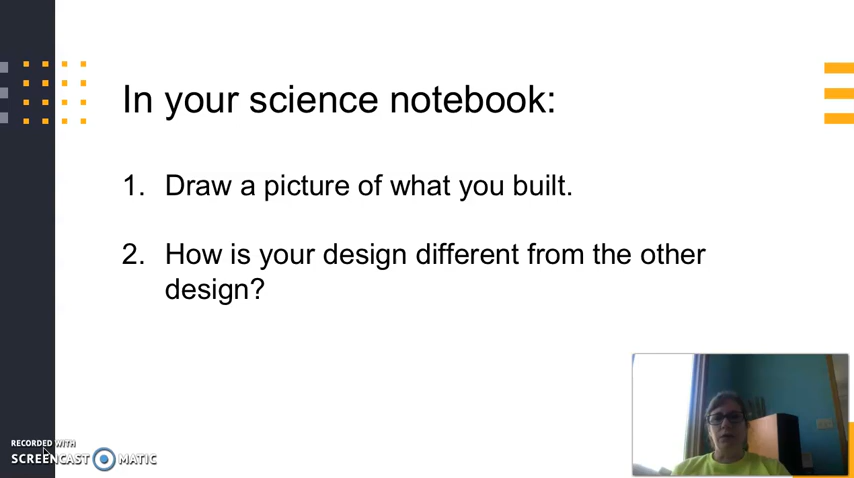 In your science notebook:
1. Draw a picture of what you built.
2. How is your design different from the other
design?
RECORDED WITH
SCREENCAST MATIC